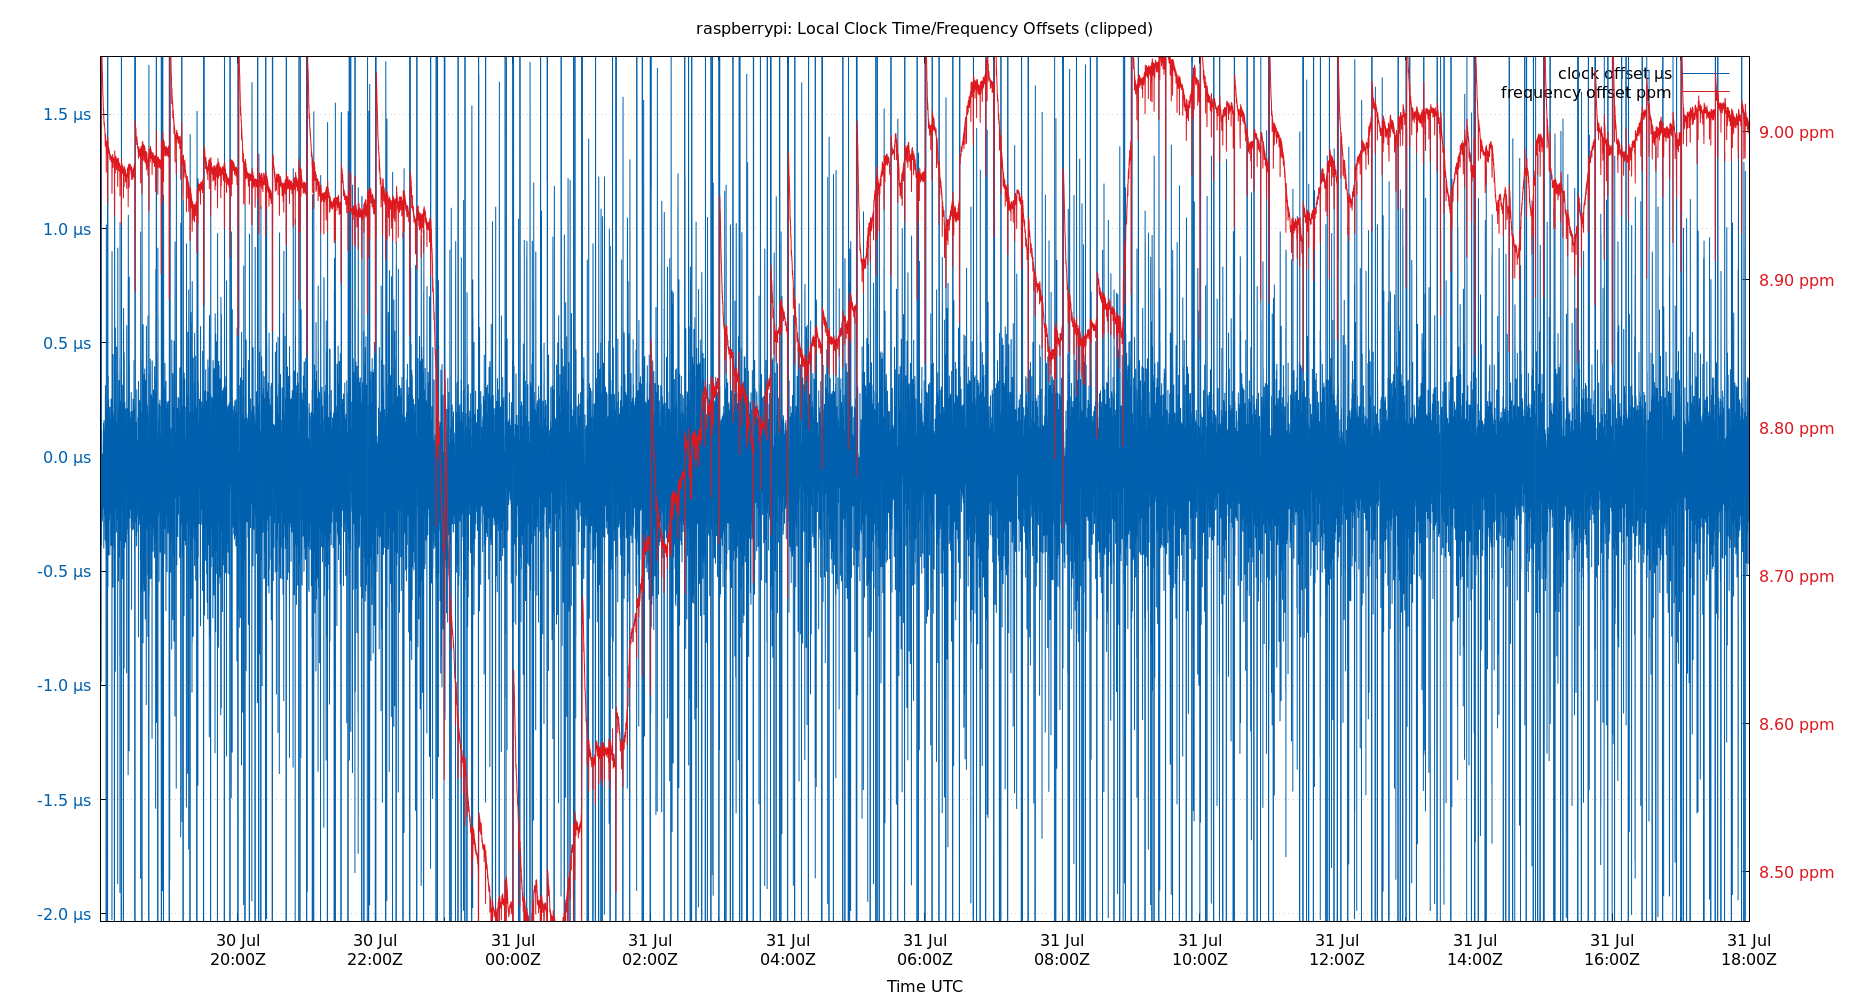 raspberrypi: Local Clock Time/Frequency Offsets (clipped)
clock offset µs
frequency offset ppm
1.5 µs
1.0 µs
0.5 µs
0.0 µs
-0.5 µs
-1.0 µs
-1.5 µs
-2.0 µs
9.00 ppm
8.90 ppm
8.80 ppm
8.70 ppm
8.60 ppm
8.50 ppm
30 Jul 30 Jul 31 Jul 31 Jul 31 Jul 31 Jul 31 Jul 31 Jul 31 Jul 31 Jul 31 Jul 31 Jul
20:00Z 22:00Z 00:00Z 02:00Z 04:00Z 06:00Z 08:00Z 10:00Z 12:00Z 14:00Z 16:00Z 18:00Z
Time UTC